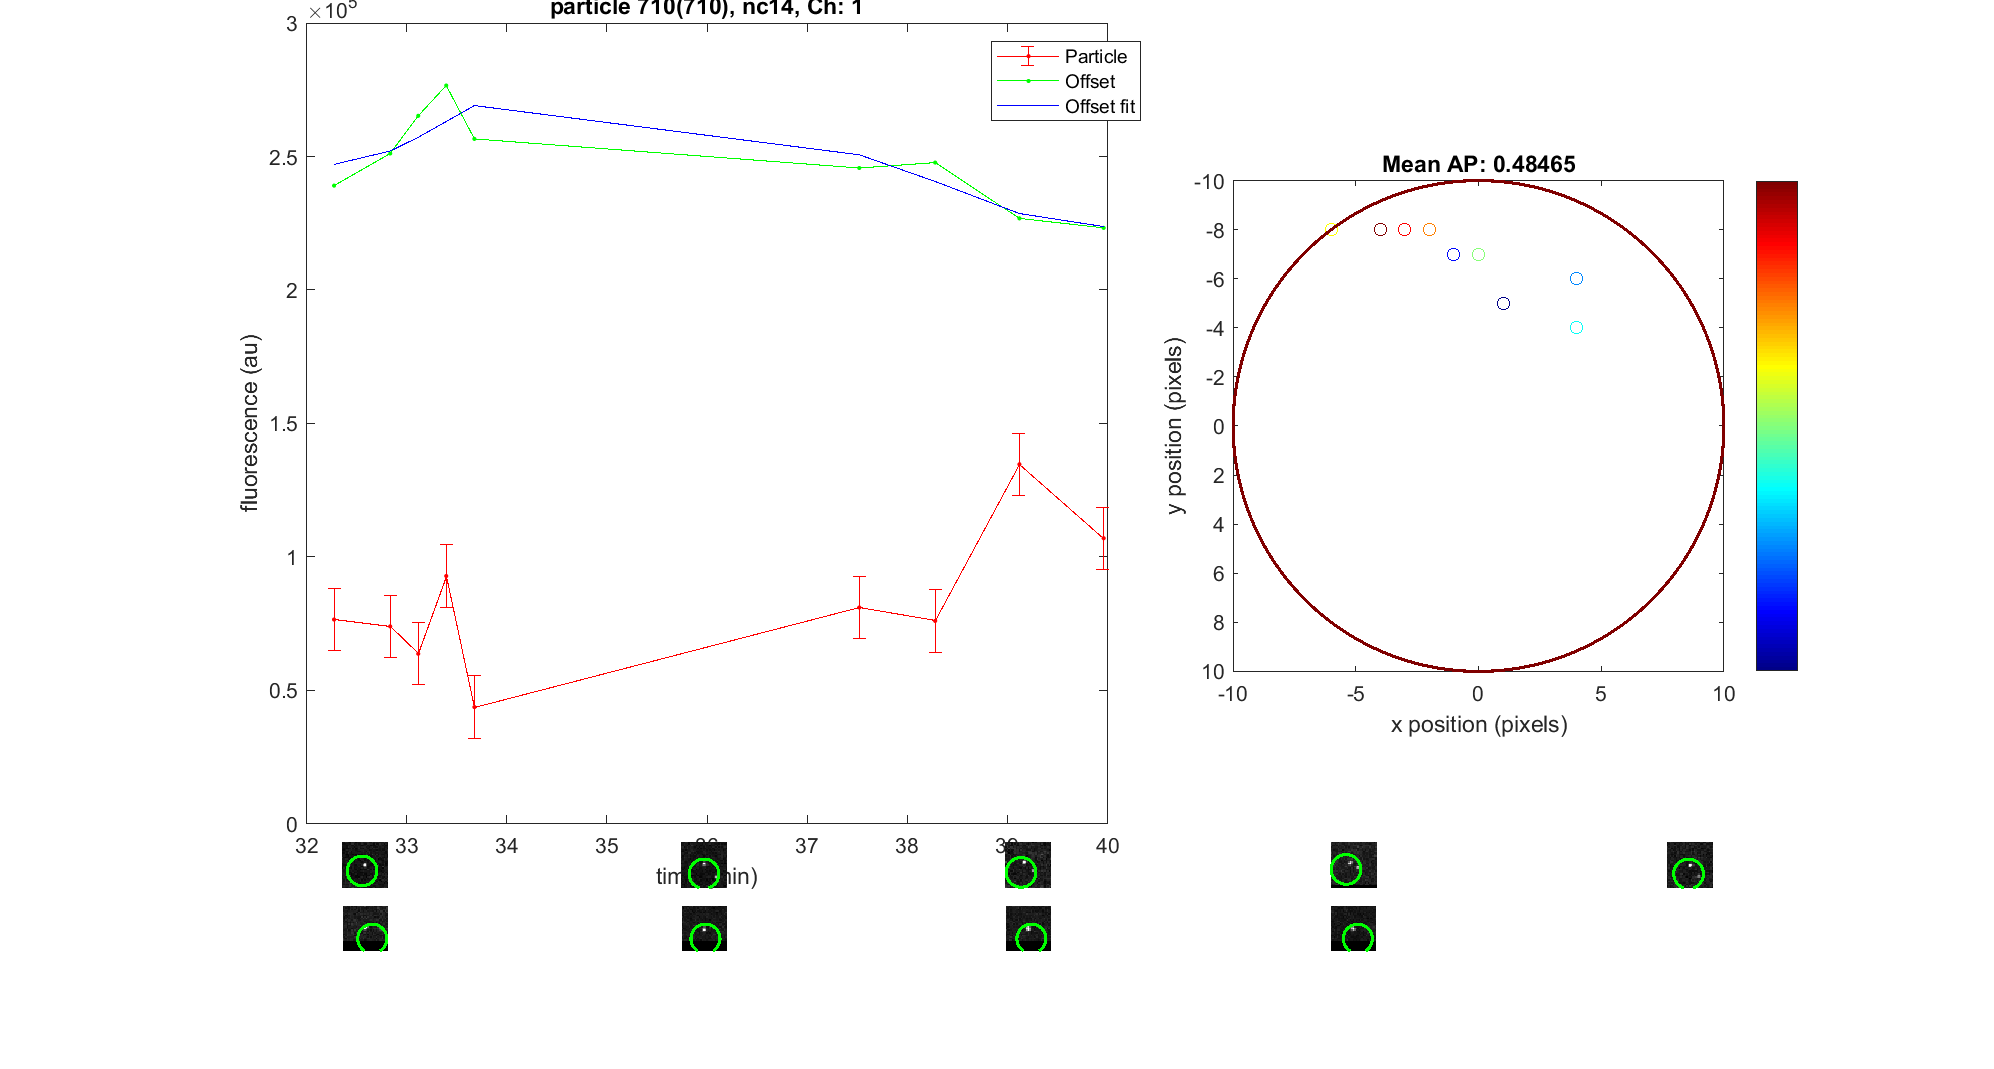 particle 710(710), nc14, Ch: 1
×10⁵
3
2.5
2
1.5
1
0.5
0
fluorescence (au)
32 33 34 35 36 37 38 39 40
Particle
Offset
Offset fit
Mean AP: 0.48465
-10
-8
-6
-4
-2
0
2
4
6
8
10
y position (pixels)
-10 -5 0 5 10
x position (pixels)